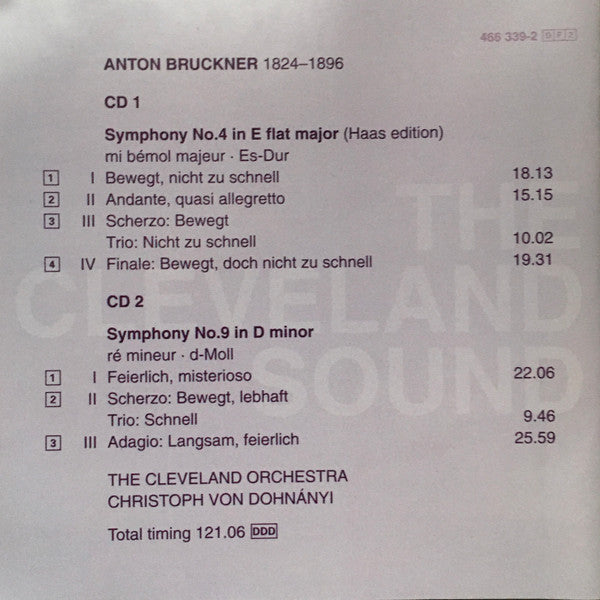 466 339-2 DF2
ANTON BRUCKNER 1824–1896
CD 1
Symphony No.4 in E flat major (Haas edition)
mi bémol majeur · Es-Dur
1 I Bewegt, nicht zu schnell 18.13
2 II Andante, quasi allegretto 15.15
3 III Scherzo: Bewegt
Trio: Nicht zu schnell 10.02
4 IV Finale: Bewegt, doch nicht zu schnell 19.31
CD 2
Symphony No.9 in D minor
ré mineur · d-Moll
1 I Feierlich, misterioso 22.06
2 II Scherzo: Bewegt, lebhaft
Trio: Schnell 9.46
3 III Adagio: Langsam, feierlich 25.59
THE CLEVELAND ORCHESTRA
CHRISTOPH VON DOHNÁNYI
Total timing 121.06 DDD
THE
CLEVELAND
SOUND